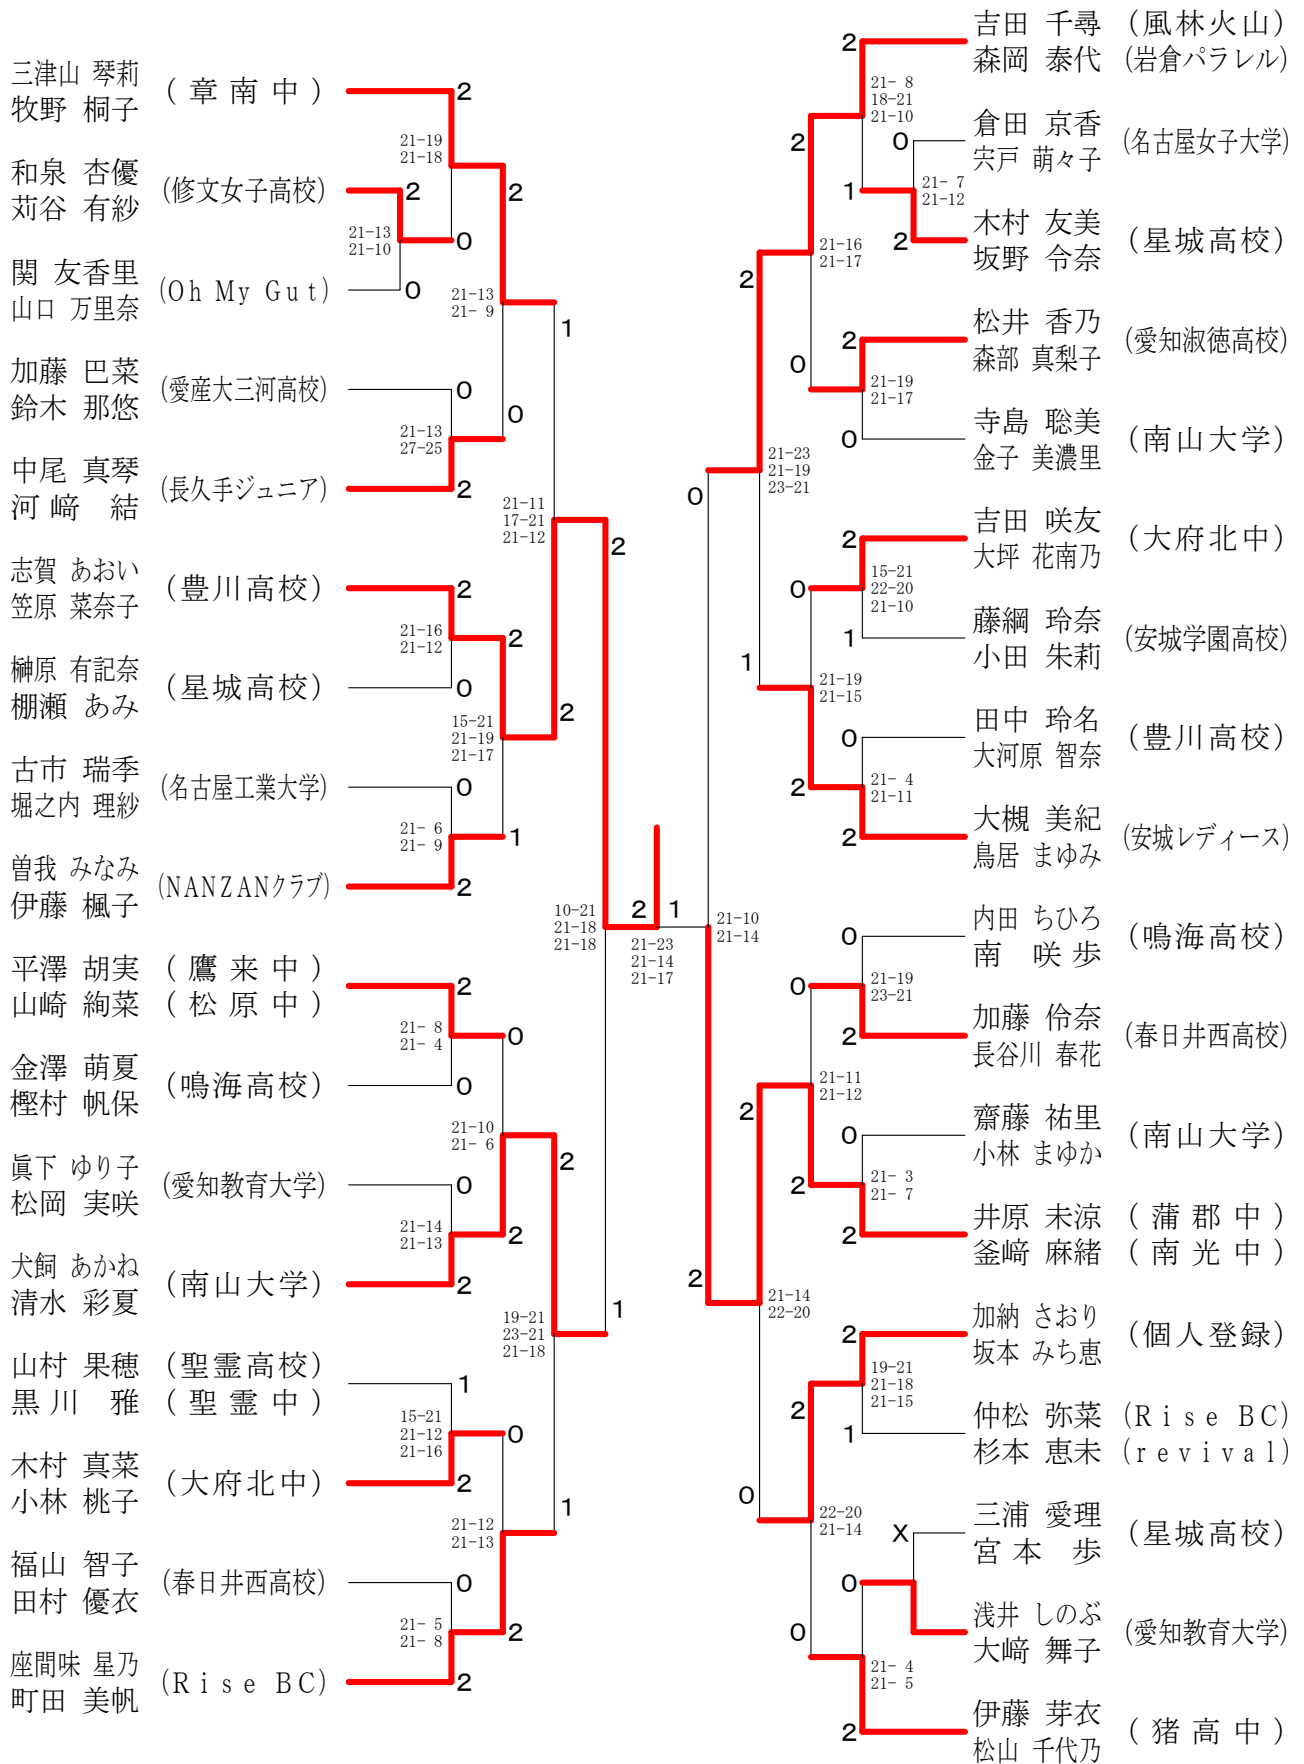 三津山 琴莉
牧野 桐子
(章南中)
2
21-19
21-18
和泉 杏優
苅谷 有紗
(修文女子高校)
2
2
21-13
21-10
0
関 友香里
山口 万里奈
(Oh My Gut)
0
21-13
21- 9
1
加藤 巴菜
鈴木 那悠
(愛産大三河高校)
0
0
21-13
27-25
中尾 真琴
河﨑 結
(長久手ジュニア)
2
21-11
17-21
21-12
2
志賀 あおい
笠原 菜奈子
(豊川高校)
2
21-16
21-12
2
榊原 有記奈
棚瀬 あみ
(星城高校)
0
15-21
21-19
21-17
2
古市 瑞季
堀之内 理紗
(名古屋工業大学)
0
21- 6
21- 9
1
曽我 みなみ
伊藤 楓子
(NANZANクラブ)
2
10-21
21-18
21-18
2
1
21-23
21-14
21-17
平澤 胡実
山崎 絢菜
(鷹来中)
(松原中)
2
21- 8
21- 4
0
金澤 萌夏
樫村 帆保
(鳴海高校)
0
21-10
21- 6
2
眞下 ゆり子
松岡 実咲
(愛知教育大学)
0
21-14
21-13
2
犬飼 あかね
清水 彩夏
(南山大学)
2
19-21
23-21
21-18
1
山村 果穂
黒川 雅
(聖霊高校)
(聖霊中)
1
15-21
21-12
21-16
0
木村 真菜
小林 桃子
(大府北中)
2
21-12
21-13
1
福山 智子
田村 優衣
(春日井西高校)
0
21- 5
21- 8
2
座間味 星乃
町田 美帆
(Rise BC)
2
2
吉田 千尋
森岡 泰代
(風林火山)
(岩倉パラレル)
21- 8
18-21
21-10
2
0
倉田 京香
宍戸 萌々子
(名古屋女子大学)
1
21- 7
21-12
2
木村 友美
坂野 令奈
(星城高校)
21-16
21-17
2
2
松井 香乃
森部 真梨子
(愛知淑徳高校)
0
21-19
21-17
0
寺島 聡美
金子 美濃里
(南山大学)
21-23
21-19
23-21
0
2
吉田 咲友
大坪 花南乃
(大府北中)
0
15-21
22-20
21-10
1
藤綱 玲奈
小田 朱莉
(安城学園高校)
1
21-19
21-15
0
田中 玲名
大河原 智奈
(豊川高校)
2
21- 4
21-11
2
大槻 美紀
鳥居 まゆみ
(安城レディース)
21-10
21-14
0
内田 ちひろ
南 咲歩
(鳴海高校)
0
21-19
23-21
2
加藤 伶奈
長谷川 春花
(春日井西高校)
2
21-11
21-12
0
齋藤 祐里
小林 まゆか
(南山大学)
2
21- 3
21- 7
2
井原 未涼
釜﨑 麻緒
(蒲郡中)
(南光中)
2
21-14
22-20
2
加納 さおり
坂本 みち恵
(個人登録)
19-21
21-18
21-15
2
1
仲松 弥菜
杉本 恵未
(Rise BC)
(revival)
0
22-20
21-14
X
三浦 愛理
宮本 歩
(星城高校)
0
浅井 しのぶ
大﨑 舞子
(愛知教育大学)
0
21- 4
21- 5
2
伊藤 芽衣
松山 千代乃
(猪高中)